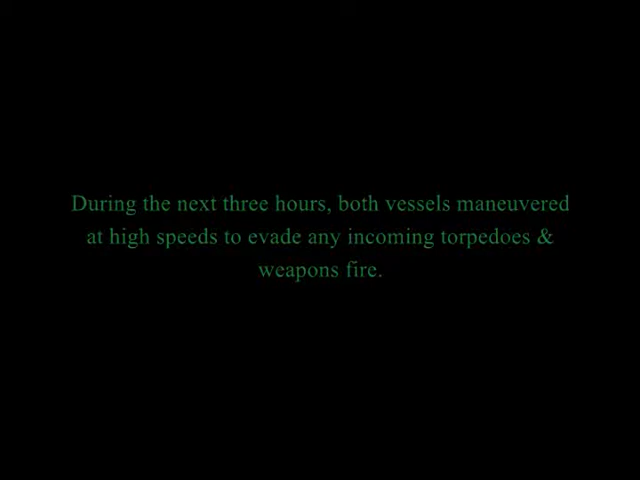 During the next three hours, both vessels maneuvered
at high speeds to evade any incoming torpedoes &
weapons fire.